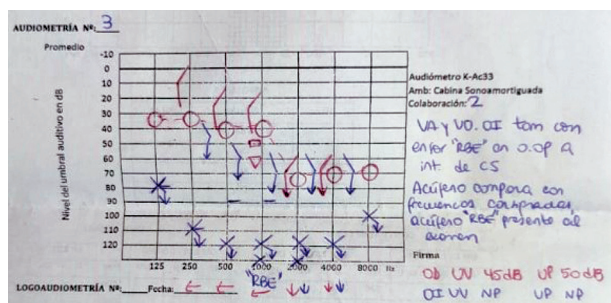 AUDIOMETRÍA Nº: 3
Promedio
Nivel del umbral auditivo en dB
-10
0
10
20
30
40
50
60
70
80
90
100
110
120
125 250 500 1000 2000 4000 8000 Hz
"RBE"
LOGOAUDIOMETRÍA Nº: Fecha:
Audiómetro K-Ac33
Amb: Cabina Sonoamortiguada
Colaboración: 2
VA y VO. OI tom con
enfer "RBE" en O.Op a
int. de CS
Acúfeno compara con
frecuencias comparadas,
acúfeno "RBE" presente al
Firma
OD UV 45dB UP 50dB
OI UV NP UP NP